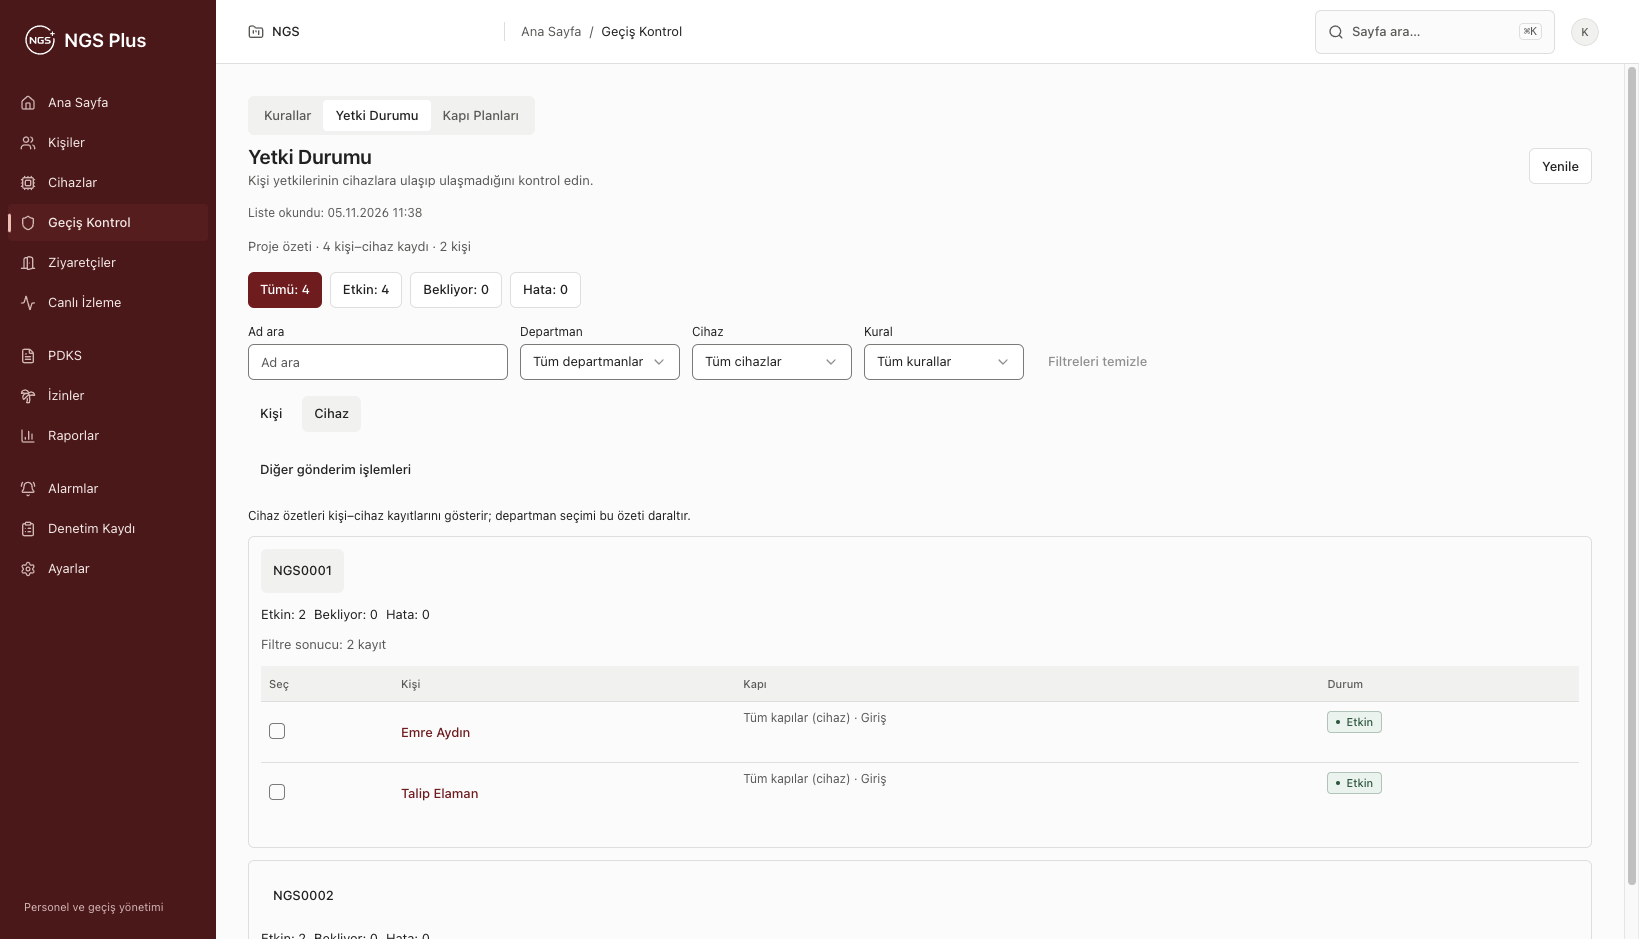 NGS Plus
NGS
Ana Sayfa / Geçiş Kontrol
Sayfa ara...
⌘K
K
Ana Sayfa
Kişiler
Cihazlar
Geçiş Kontrol
Ziyaretçiler
Canlı İzleme
PDKS
İzinler
Raporlar
Alarmlar
Denetim Kaydı
Ayarlar
Personel ve geçiş yönetimi
Kurallar
Yetki Durumu
Kapı Planları
Yetki Durumu
Kişi yetkilerinin cihazlara ulaşıp ulaşmadığını kontrol edin.
Yenile
Liste okundu: 05.11.2026 11:38
Proje özeti · 4 kişi–cihaz kaydı · 2 kişi
Tümü: 4
Etkin: 4
Bekliyor: 0
Hata: 0
Ad ara
Departman
Cihaz
Kural
Ad ara
Tüm departmanlar
Tüm cihazlar
Tüm kurallar
Filtreleri temizle
Kişi
Cihaz
Diğer gönderim işlemleri
Cihaz özetleri kişi–cihaz kayıtlarını gösterir; departman seçimi bu özeti daraltır.
NGS0001
Etkin: 2 Bekliyor: 0 Hata: 0
Filtre sonucu: 2 kayıt
Seç Kişi Kapı Durum
Emre Aydın Tüm kapılar (cihaz) · Giriş • Etkin
Talip Elaman Tüm kapılar (cihaz) · Giriş • Etkin
NGS0002
Etkin: 2 Bekliyor: 0 Hata: 0